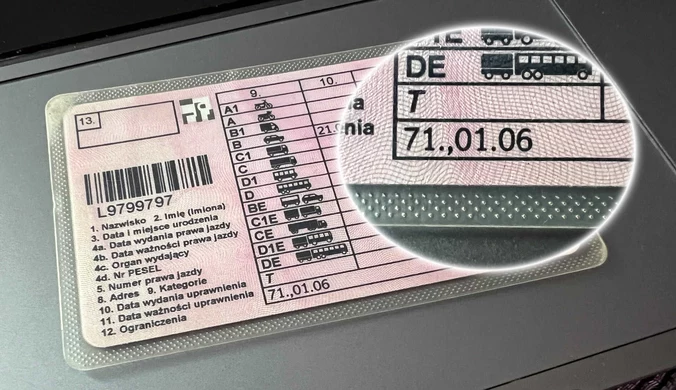 13.
L9799797
1. Nazwisko 2. Imię (Imiona)
3. Data i miejsce urodzenia
4a. Data wydania prawa jazdy
4b. Data ważności prawa jazdy
4c. Organ wydający
4d. Nr PESEL
5. Numer prawa jazdy
8. Adres 9. Kategorie
10. Data wydania uprawnienia
11. Data ważności uprawnienia
12. Ograniczenia
9. 10.
A1
A
B1
B 21.
C1
C
D1
D
BE
C1E
CE
D1E
DE
T
71.,01.06
DE
T
nia
71.,01.06